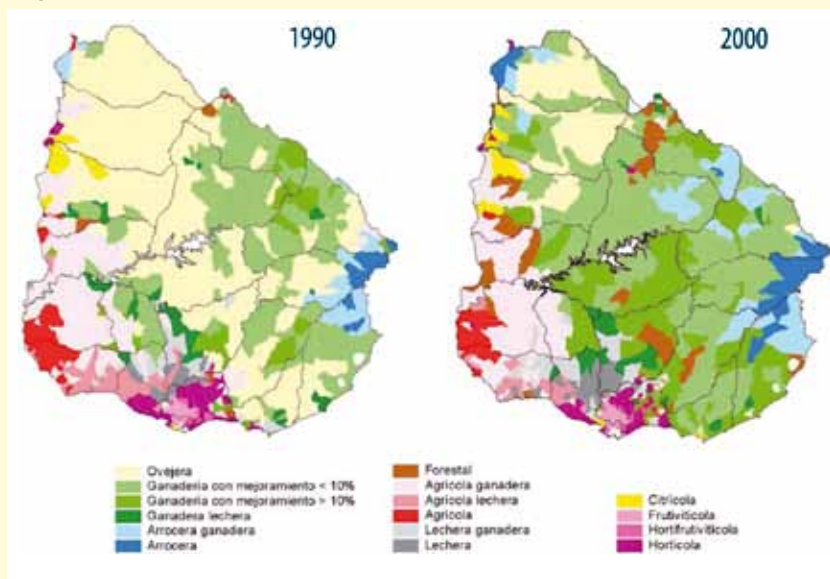 1990
2000
Ovejera
Ganadería con mejoramiento < 10%
Ganadería con mejoramiento > 10%
Ganadera lechera
Arrocera ganadera
Arrocera
Forestal
Agrícola ganadera
Agrícola lechera
Agrícola
Lechera ganadera
Lechera
Citrícola
Frutivitícola
Hortifrutivitícola
Hortícola